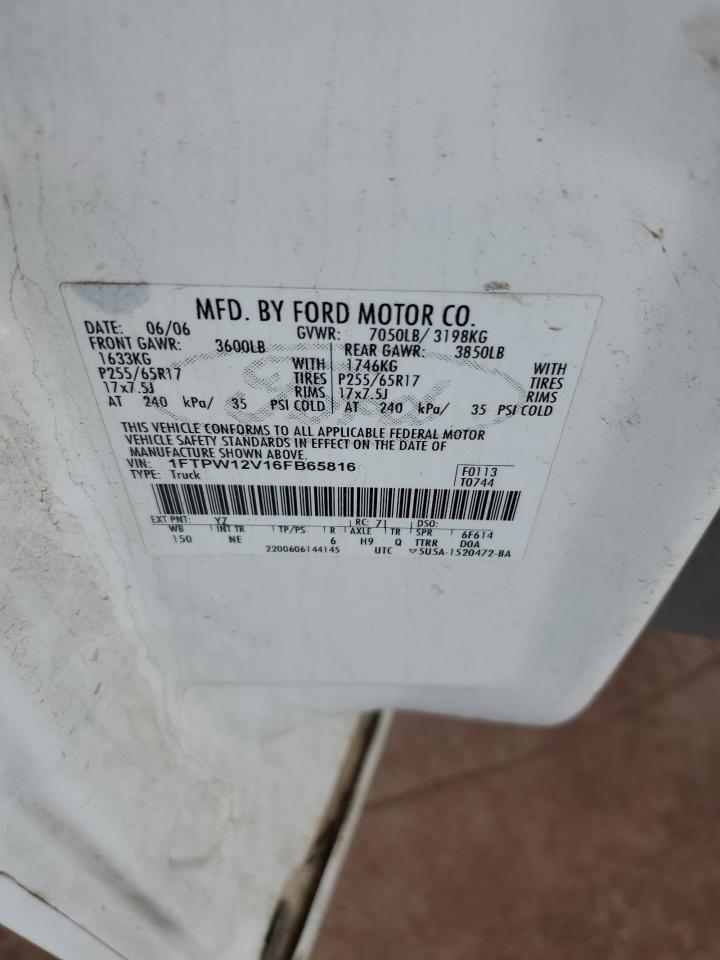 MFD. BY FORD MOTOR CO.
DATE: 06/06 GVWR: 7050LB/ 3198KG
FRONT GAWR: 3600LB REAR GAWR: 3850LB
1633KG WITH 1746KG WITH
P255/65R17 TIRES P255/65R17 TIRES
17x7.5J RIMS 17x7.5J RIMS
AT 240 kPa/ 35 PSI COLD AT 240 kPa/ 35 PSI COLD
Ford
THIS VEHICLE CONFORMS TO ALL APPLICABLE FEDERAL MOTOR
VEHICLE SAFETY STANDARDS IN EFFECT ON THE DATE OF
MANUFACTURE SHOWN ABOVE.
VIN: 1FTPW12V16FB65816 F0113
TYPE: Truck T0744
EXT PNT: YZ RC: 71 DSO:
WB INT TR TP/PS R AXLE TR SPR 6F614
150 NE 6 H9 Q TTRR DOA
2200606144145 UTC 5U5A-1520472-BA